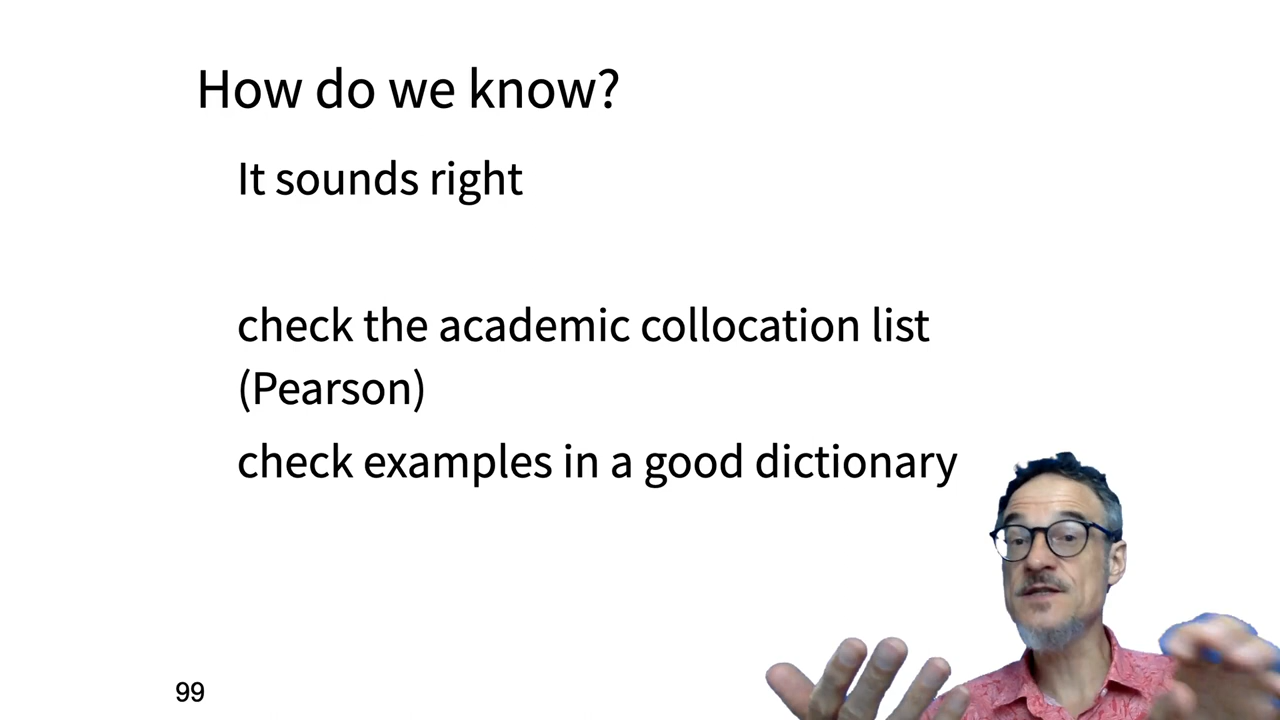 How do we know?
It sounds right
check the academic collocation list
(Pearson)
check examples in a good dictionary
99